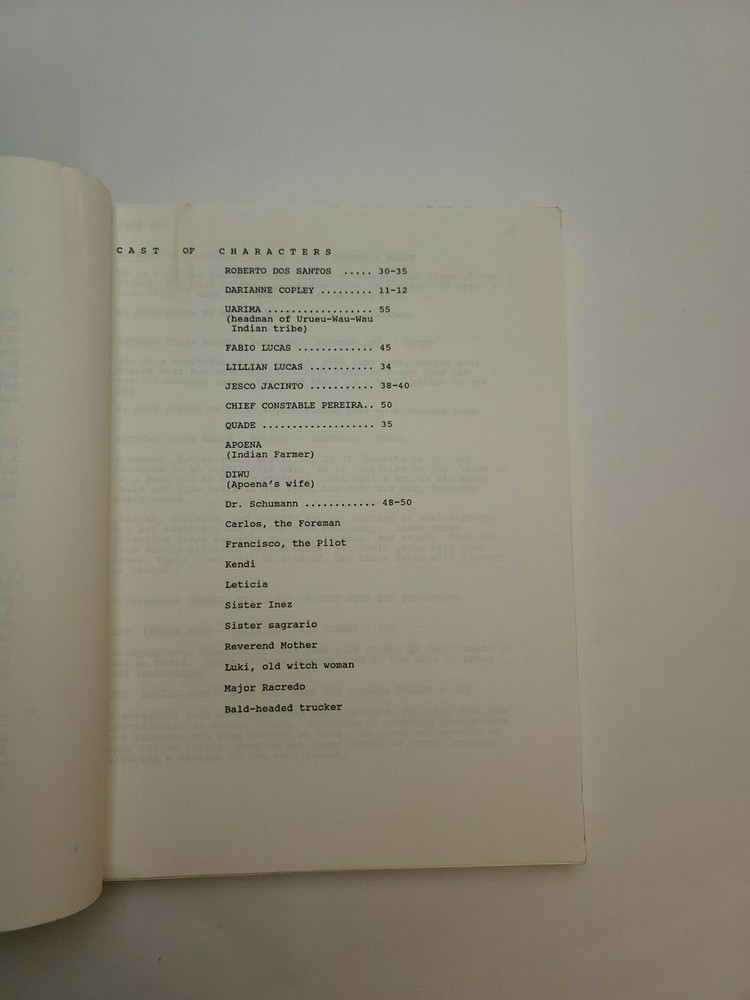 CAST OF CHARACTERS
ROBERTO DOS SANTOS ..... 30-35
DARIANNE COPLEY ......... 11-12
UARIMA .................. 55
(headman of Urueu-Wau-Wau
Indian tribe)
FABIO LUCAS ............. 45
LILLIAN LUCAS ........... 34
JESCO JACINTO ........... 38-40
CHIEF CONSTABLE PEREIRA.. 50
QUADE ................... 35
APOENA
(Indian Farmer)
DIWU
(Apoena's wife)
Dr. Schumann ............ 48-50
Carlos, the Foreman
Francisco, the Pilot
Kendi
Leticia
Sister Inez
Sister sagrario
Reverend Mother
Luki, old witch woman
Major Racredo
Bald-headed trucker